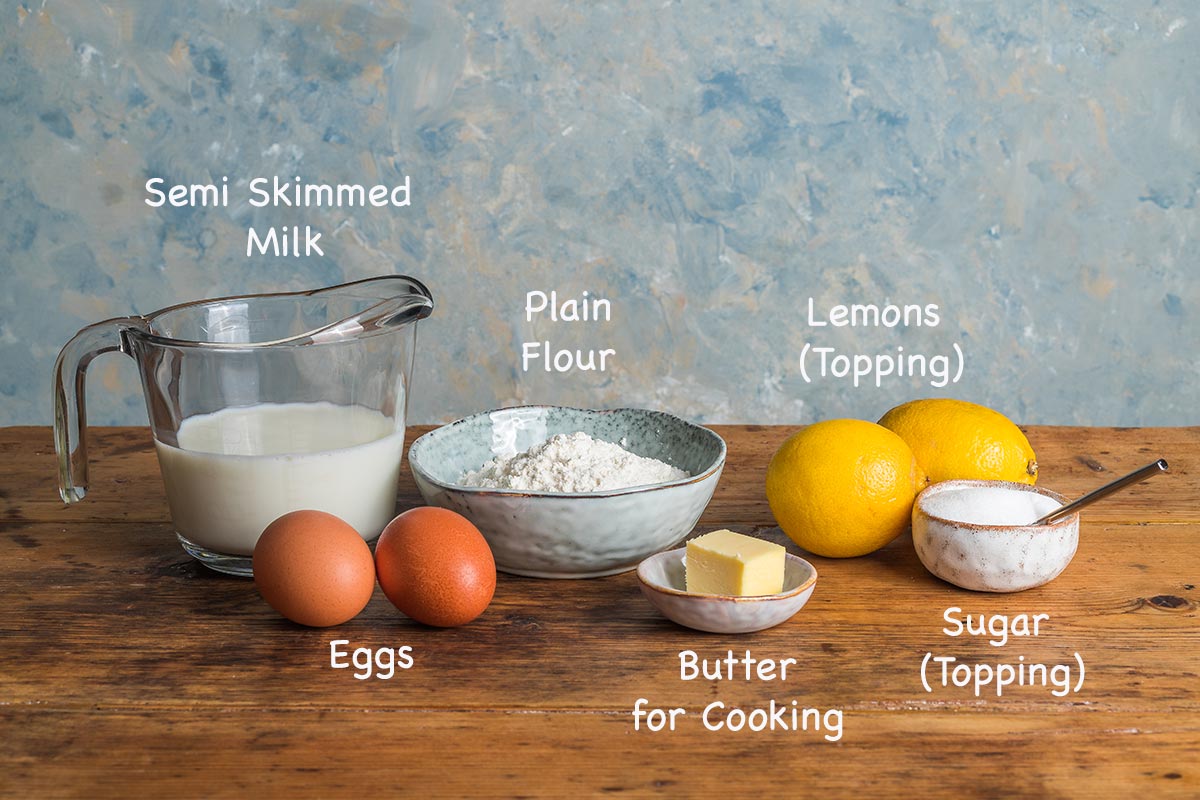 Semi Skimmed
Milk
Plain
Flour
Lemons
(Topping)
Eggs
Butter
for Cooking
Sugar
(Topping)